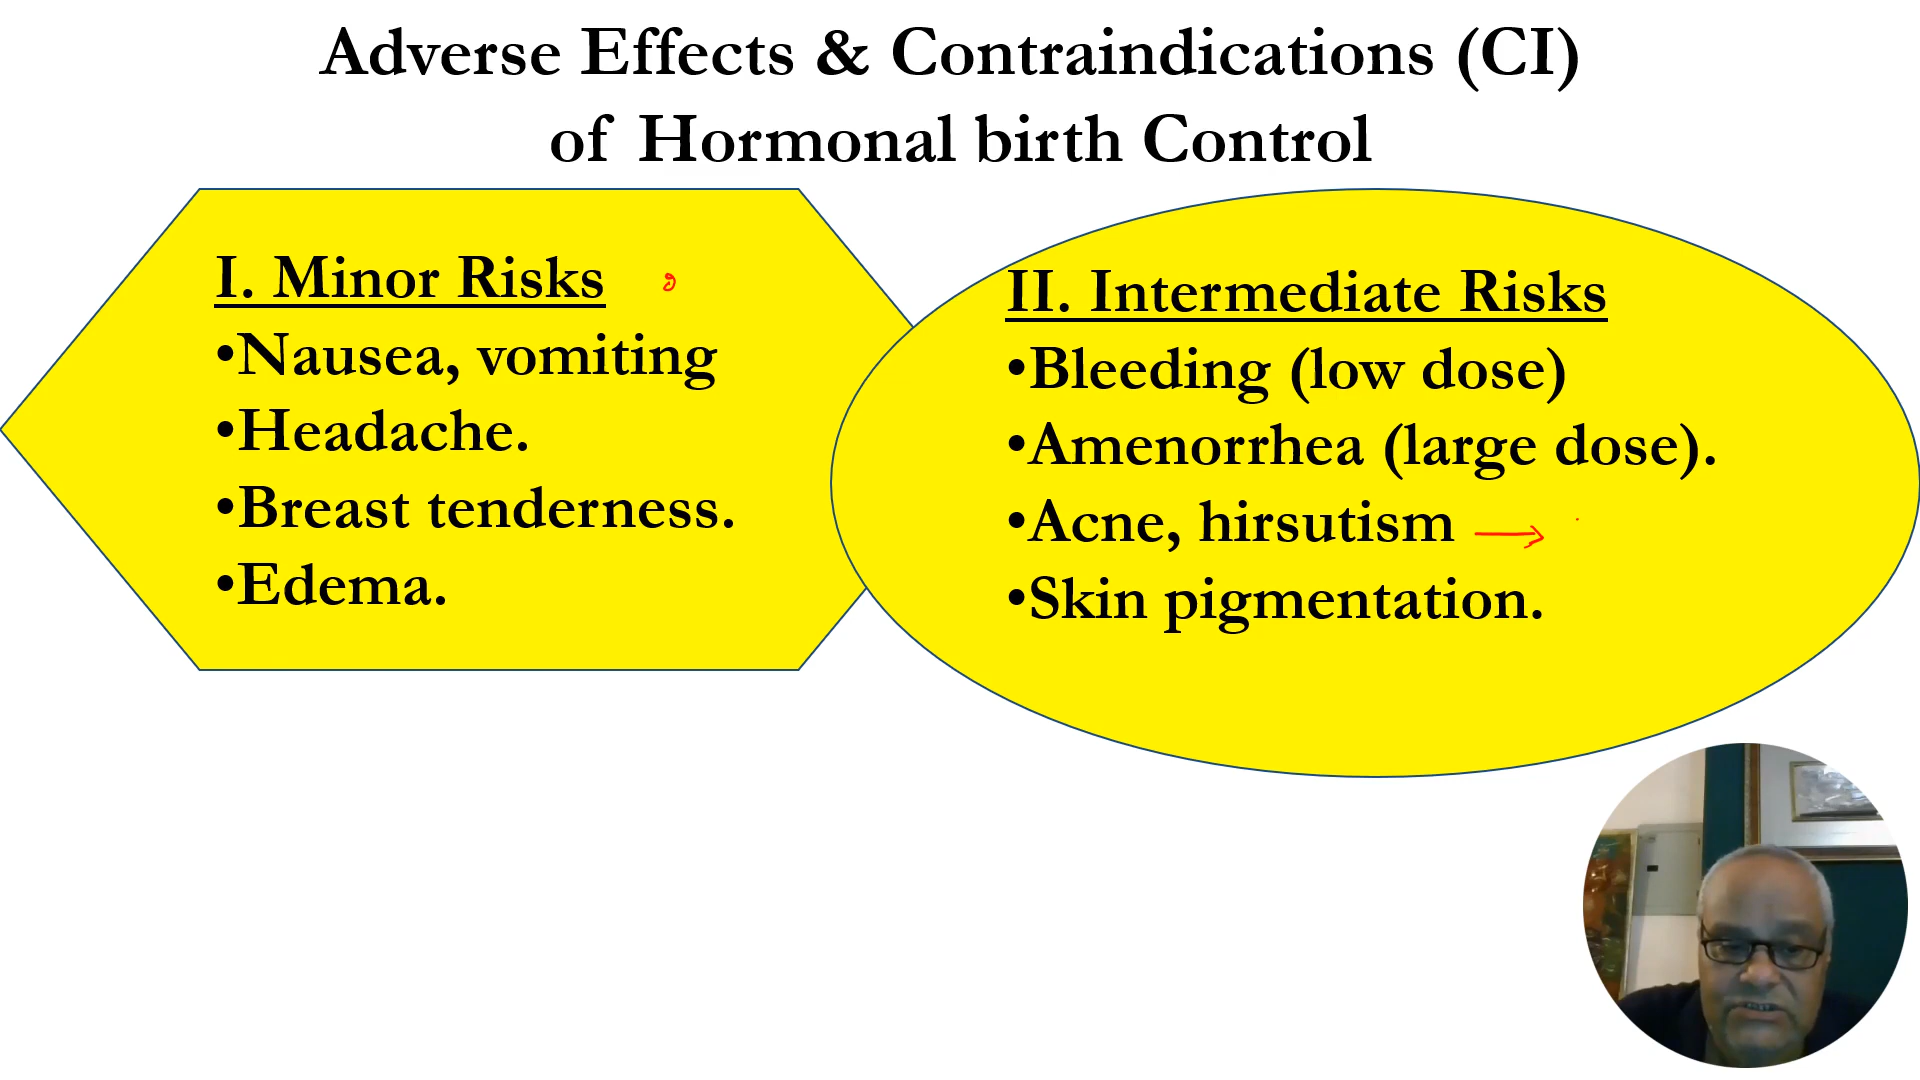 Adverse Effects & Contraindications (CI)
of Hormonal birth Control
I. Minor Risks
•Nausea, vomiting
•Headache.
•Breast tenderness.
•Edema.
II. Intermediate Risks
•Bleeding (low dose)
•Amenorrhea (large dose).
•Acne, hirsutism →
•Skin pigmentation.